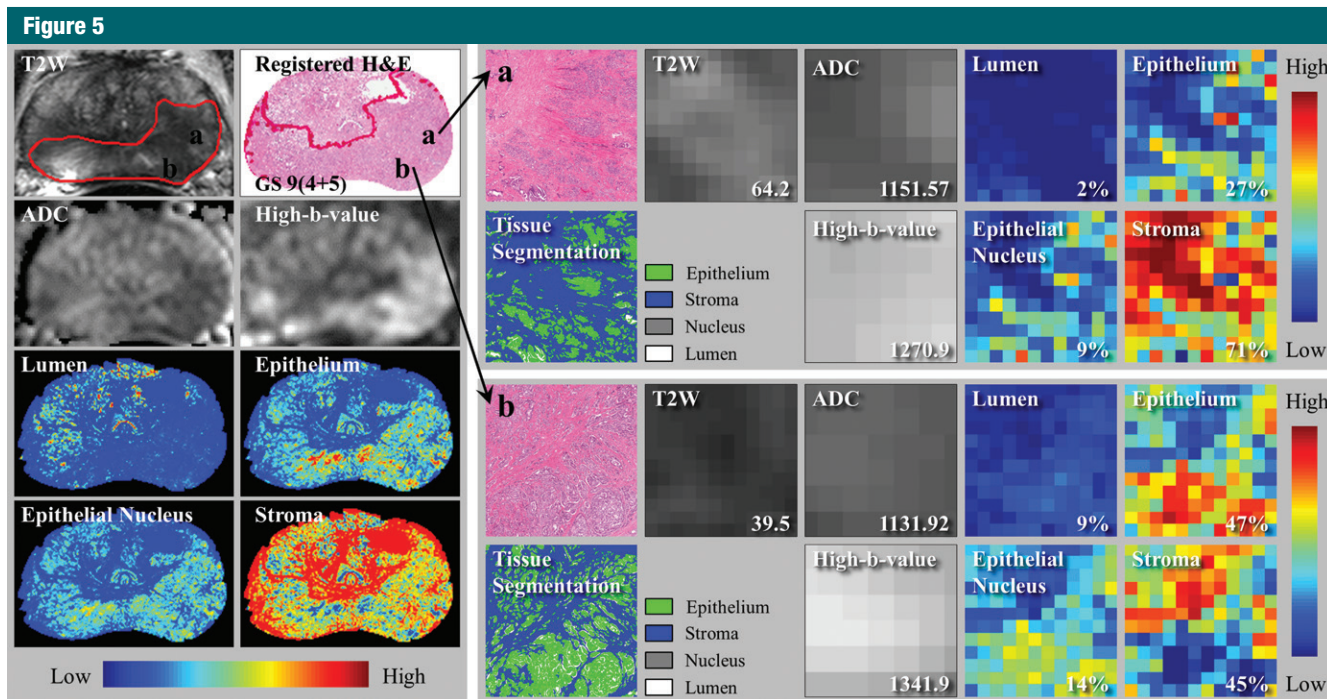 Figure 5
T2W
a
b
Registered H&E
a
b
GS 9(4+5)
ADC
High-b-value
Lumen
Epithelium
Epithelial Nucleus
Stroma
Low
High
a
T2W
64.2
ADC
1151.57
Lumen
2%
Epithelium
27%
High
Low
Tissue
Segmentation
Epithelium
Stroma
Nucleus
Lumen
High-b-value
1270.9
Epithelial
Nucleus
9%
Stroma
71%
b
T2W
39.5
ADC
1131.92
Lumen
9%
Epithelium
47%
High
Low
Tissue
Segmentation
Epithelium
Stroma
Nucleus
Lumen
High-b-value
1341.9
Epithelial
Nucleus
14%
Stroma
45%